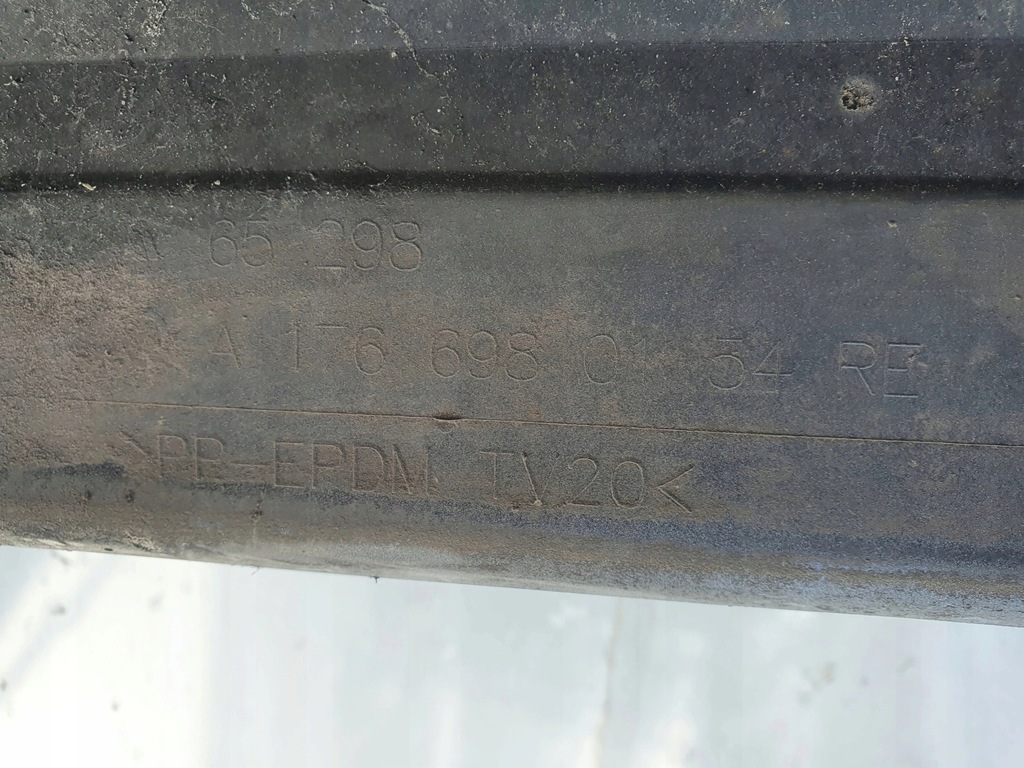 65 298
A 176 698 01 54 RE
>PP-EPDM TV20<